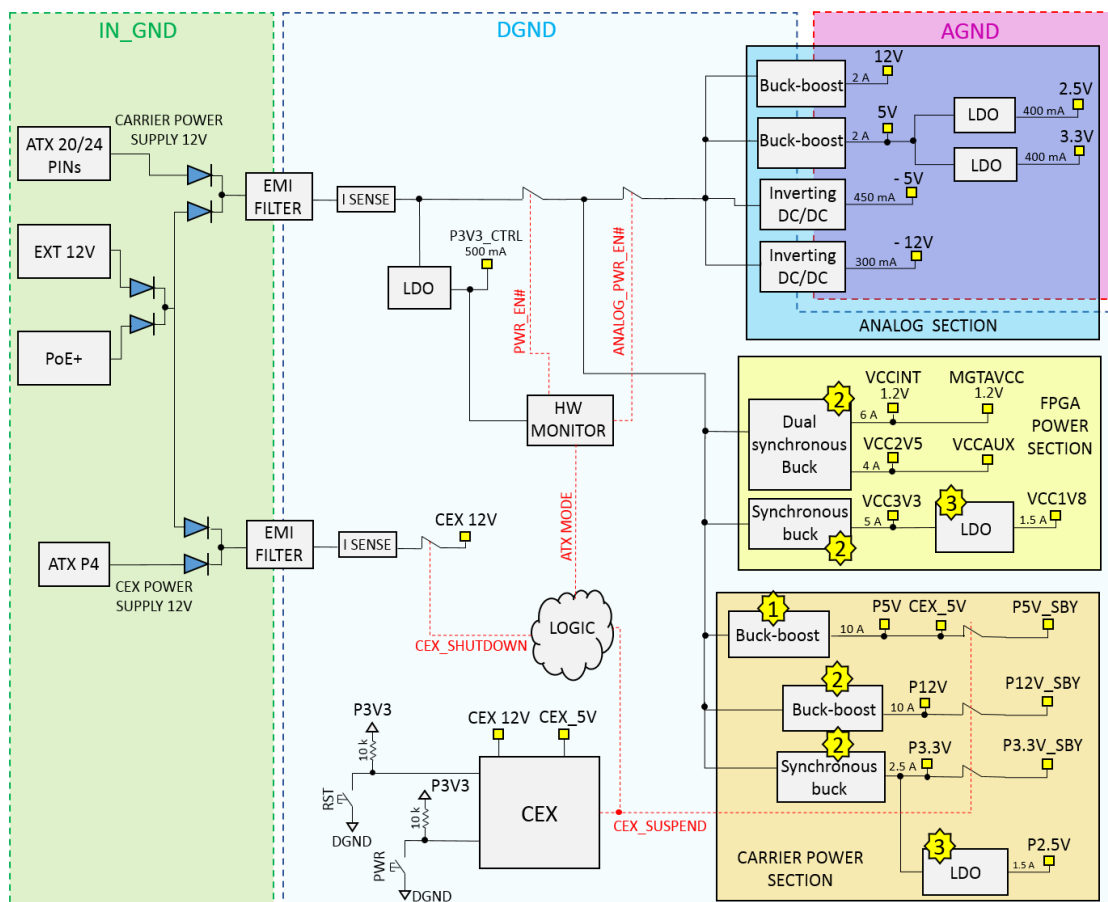 IN_GND
DGND
AGND
CARRIER POWER
SUPPLY 12V
ATX 20/24
PINs
EXT 12V
PoE+
ATX P4
CEX POWER
SUPPLY 12V
EMI
FILTER
I SENSE
P3V3_CTRL
500 mA
LDO
PWR_EN#
ANALOG_PWR_EN#
HW
MONITOR
ATX MODE
EMI
FILTER
I SENSE
CEX 12V
CEX_SHUTDOWN
LOGIC
CEX_SUSPEND
P3V3
10 k
RST
DGND
P3V3
10 k
PWR
DGND
CEX 12V
CEX_5V
CEX
Buck-boost
2 A
12V
Buck-boost
2 A
5V
LDO
400 mA
2.5V
LDO
400 mA
3.3V
Inverting
DC/DC
450 mA
- 5V
Inverting
DC/DC
300 mA
- 12V
ANALOG SECTION
2
Dual
synchronous
Buck
6 A
VCCINT
1.2V
MGTAVCC
1.2V
4 A
VCC2V5
VCCAUX
FPGA
POWER
SECTION
Synchronous
buck
2
5 A
VCC3V3
3
LDO
1.5 A
VCC1V8
1
Buck-boost
10 A
P5V
CEX_5V
P5V_SBY
2
Buck-boost
10 A
P12V
P12V_SBY
2
Synchronous
buck
2.5 A
P3.3V
P3.3V_SBY
3
LDO
1.5 A
P2.5V
CARRIER POWER
SECTION